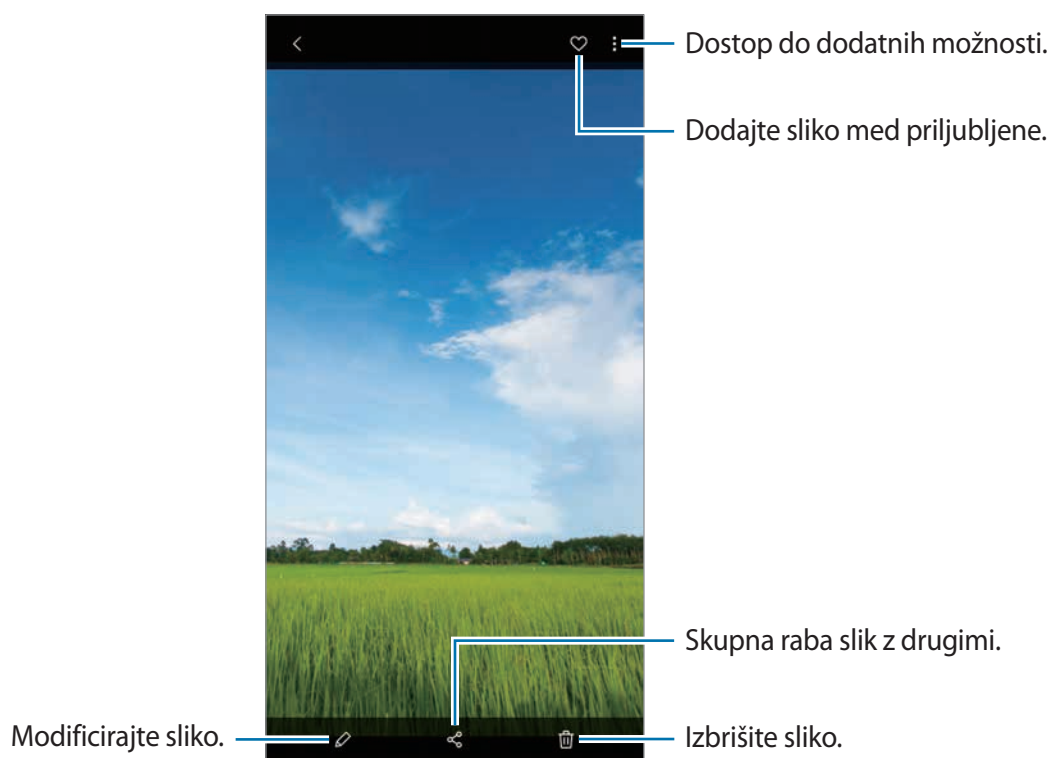 Dostop do dodatnih možnosti.
Dodajte sliko med priljubljene.
Skupna raba slik z drugimi.
Modificirajte sliko.
Izbrišite sliko.